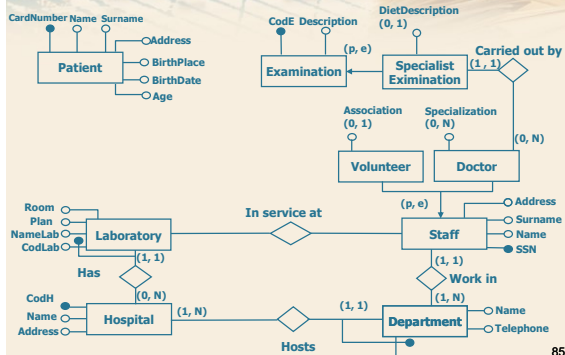 CardNumber Name Surname
Address
BirthPlace
BirthDate
Age
Patient
CodE Description
Examination
(p, e)
DietDescription
(0, 1)
Specialist
Eximination
(1 , 1)
Carried out by
(0, N)
Association
(0, 1)
Volunteer
Specialization
(0, N)
Doctor
(p, e)
Address
Surname
Name
SSN
Staff
In service at
Room
Plan
NameLab
CodLab
Laboratory
(1, 1)
Has
(0, N)
CodH
Name
Address
Hospital
(1, N)
Hosts
(1, 1)
(1, 1)
Work in
(1, N)
Department
Name
Telephone
85